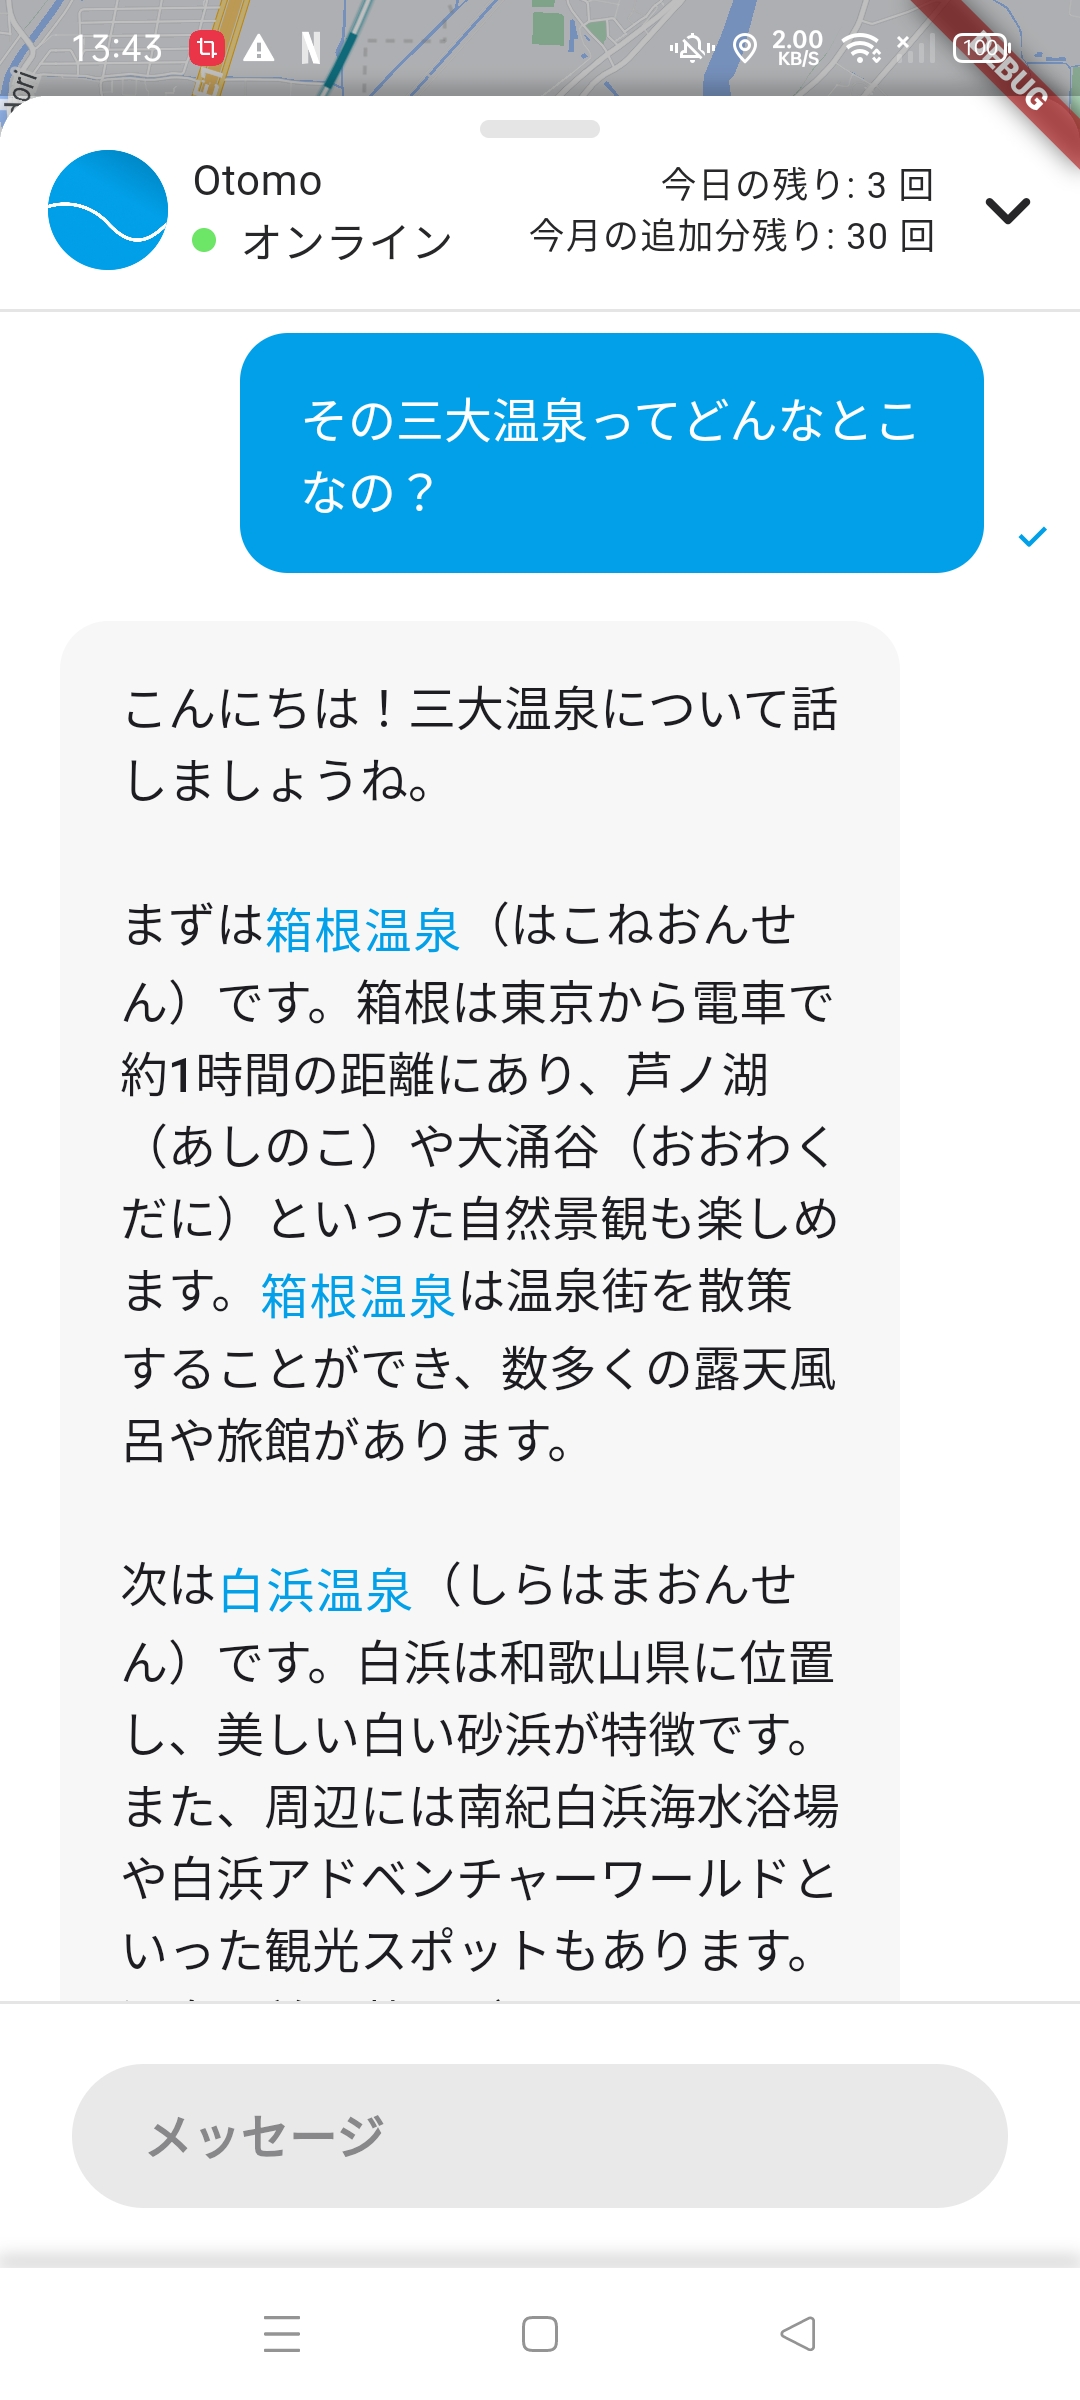 13:43
2.00
KB/S
100
DEBUG
Otomo
オンライン
今日の残り: 3 回
今月の追加分残り: 30 回
その三大温泉ってどんなとこ
なの？
こんにちは！三大温泉について話
しましょうね。
まずは箱根温泉（はこねおんせ
ん）です。箱根は東京から電車で
約1時間の距離にあり、芦ノ湖
（あしのこ）や大涌谷（おおわく
だに）といった自然景観も楽しめ
ます。箱根温泉は温泉街を散策
することができ、数多くの露天風
呂や旅館があります。
次は白浜温泉（しらはまおんせ
ん）です。白浜は和歌山県に位置
し、美しい白い砂浜が特徴です。
また、周辺には南紀白浜海水浴場
や白浜アドベンチャーワールドと
いった観光スポットもあります。
メッセージ